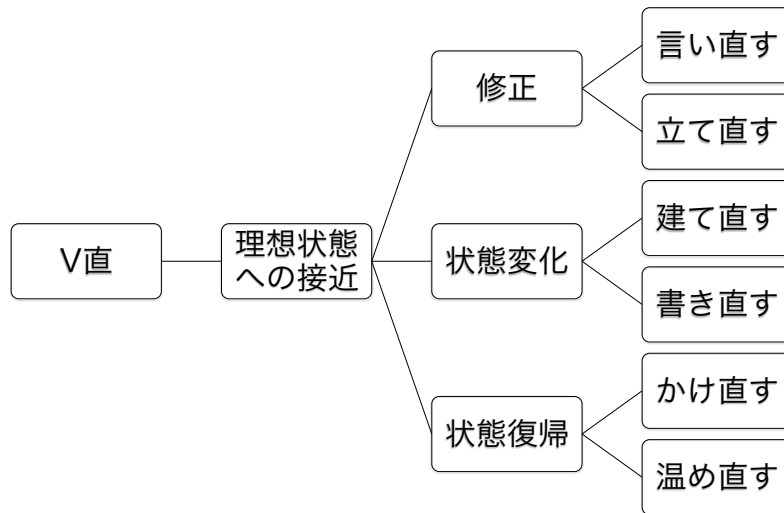 V直
理想状態
への接近
修正
状態変化
状態復帰
言い直す
立て直す
建て直す
書き直す
かけ直す
温め直す